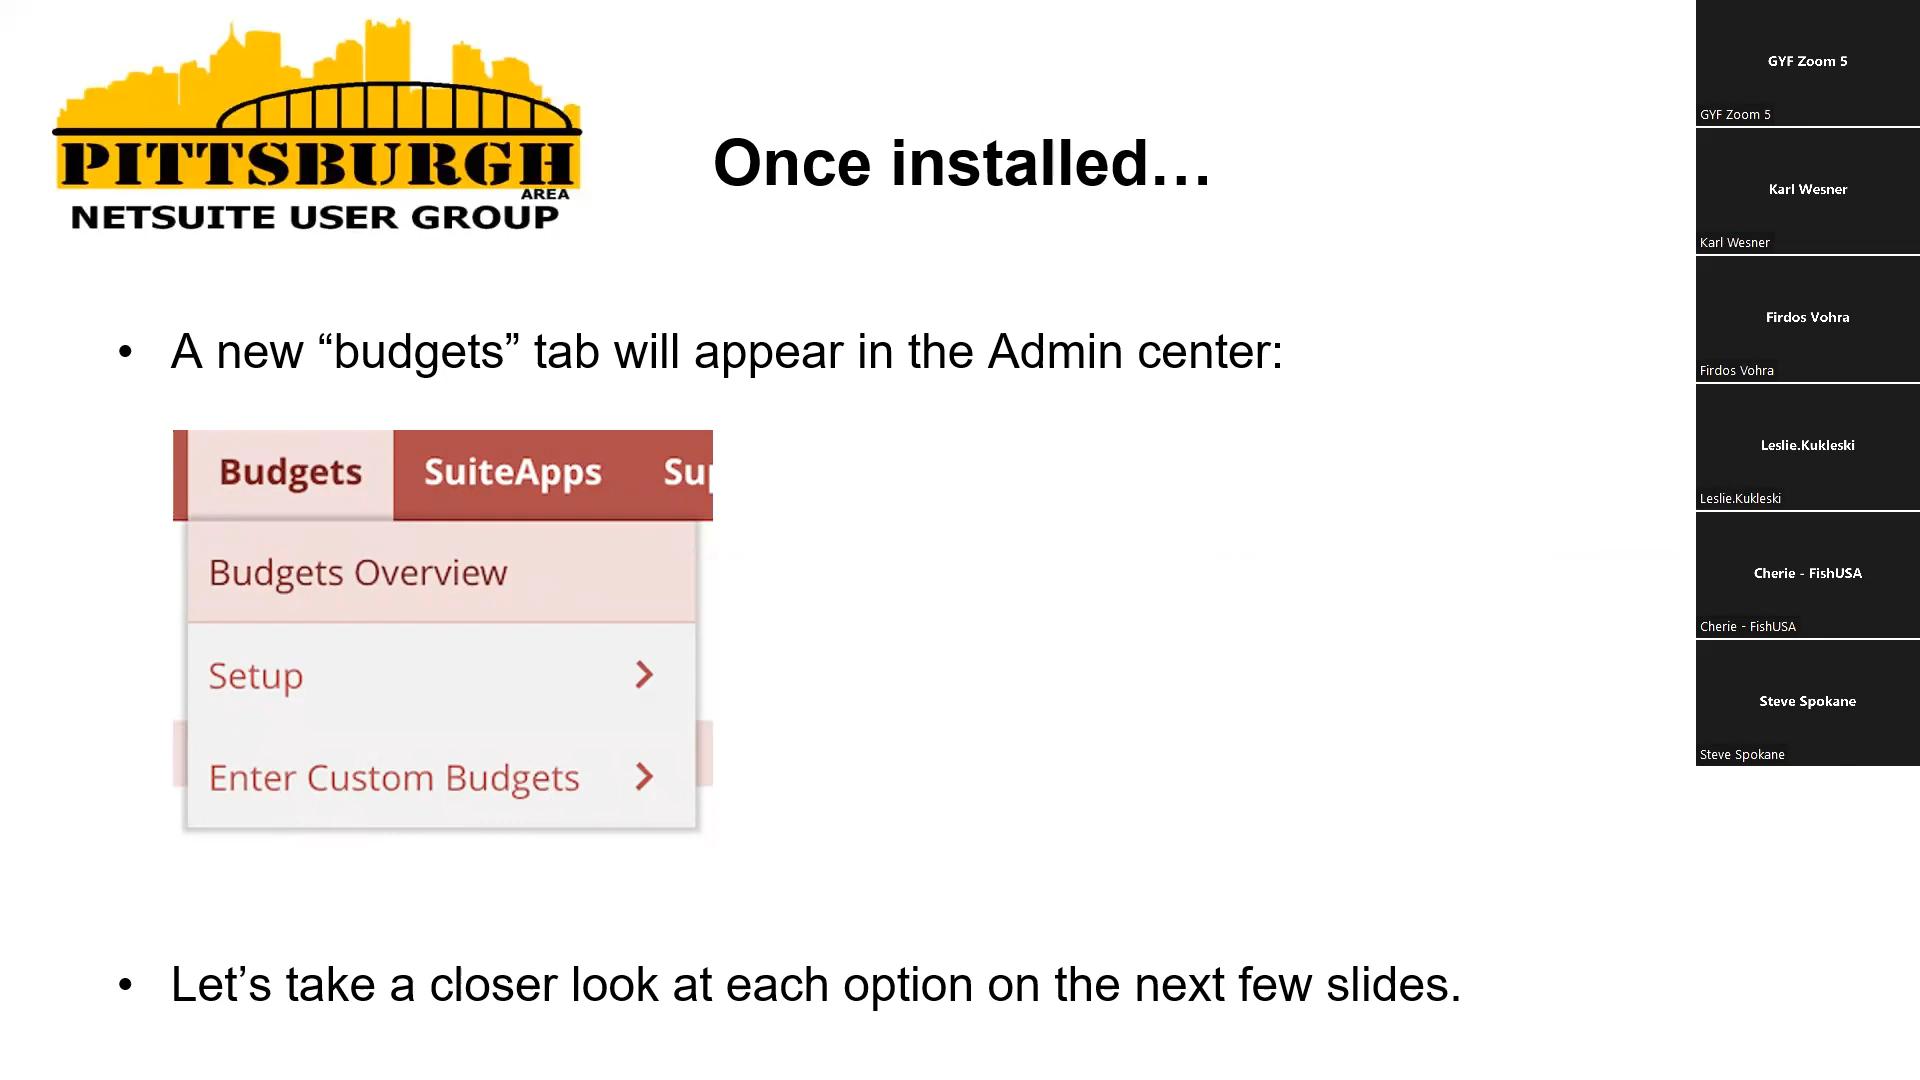 PITTSBURGH
AREA
NETSUITE USER GROUP
Once installed…
• A new “budgets” tab will appear in the Admin center:
Budgets SuiteApps Sup
Budgets Overview
Setup
Enter Custom Budgets
• Let’s take a closer look at each option on the next few slides.
GYF Zoom 5
GYF Zoom 5
Karl Wesner
Karl Wesner
Firdos Vohra
Firdos Vohra
Leslie.Kukleski
Leslie.Kukleski
Cherie - FishUSA
Cherie - FishUSA
Steve Spokane
Steve Spokane